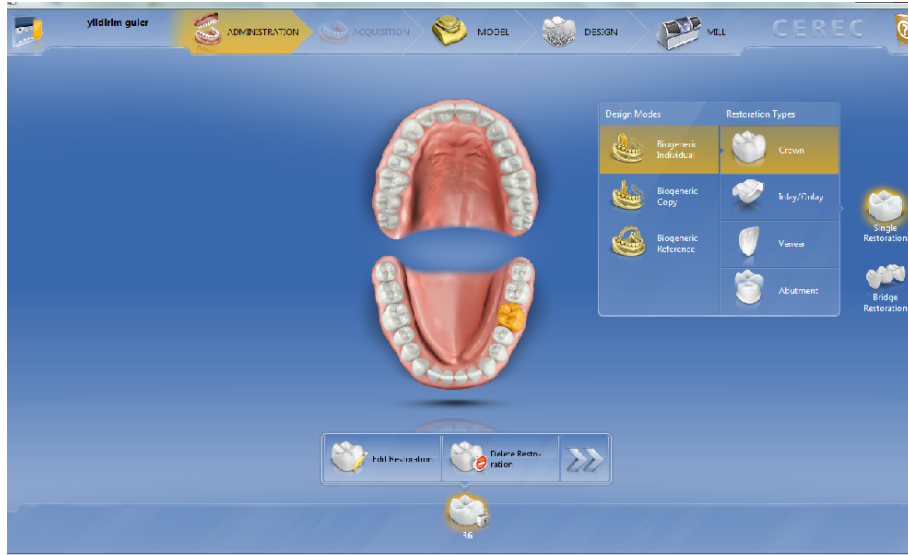 yildirim guler
ADMINISTRATION
ACQUISITION
MODEL
DESIGN
MILL
CEREC
Design Modes
Restoration Types
Biogeneric
Individual
Crown
Biogeneric
Copy
Inlay/Onlay
Biogeneric
Reference
Veneer
Abutment
Single
Restoration
Bridge
Restoration
Edit Restoration
Delete Resto-
ration
36